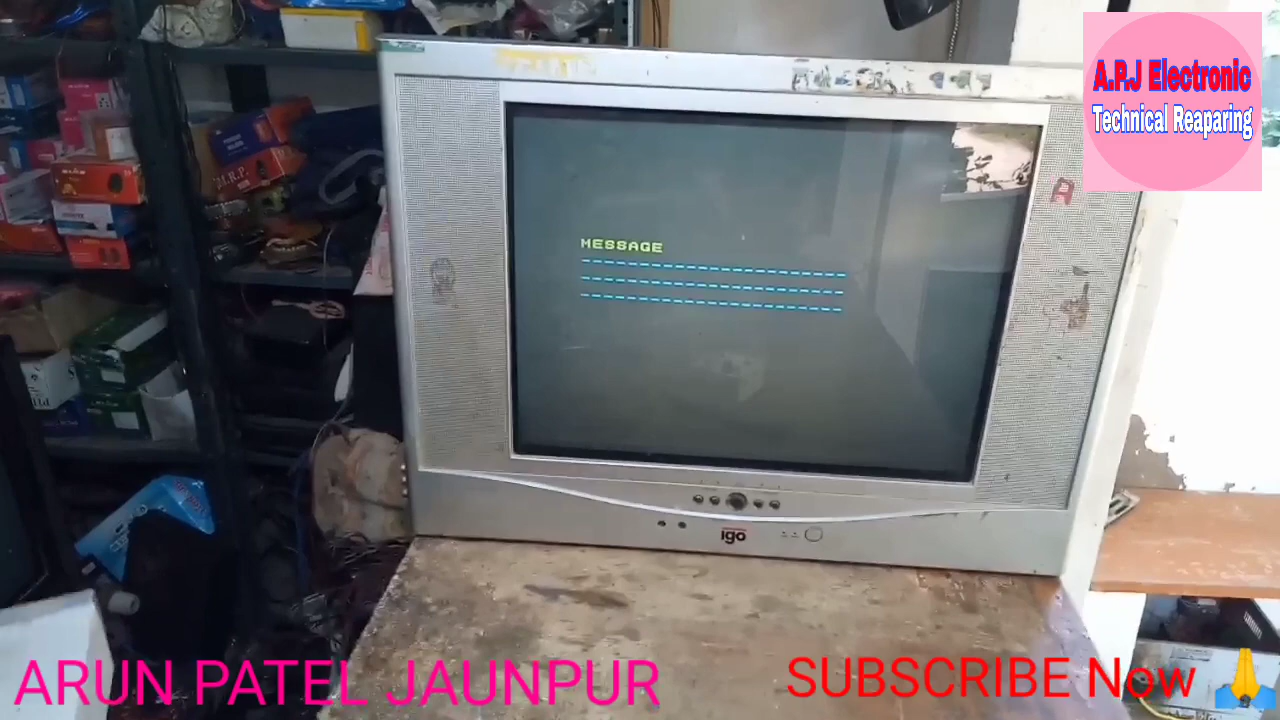 A.R.J Electronic
Technical Reaparing
MESSAGE
igo
ARUN PATEL JAUNPUR
SUBSCRIBE Now 🙏